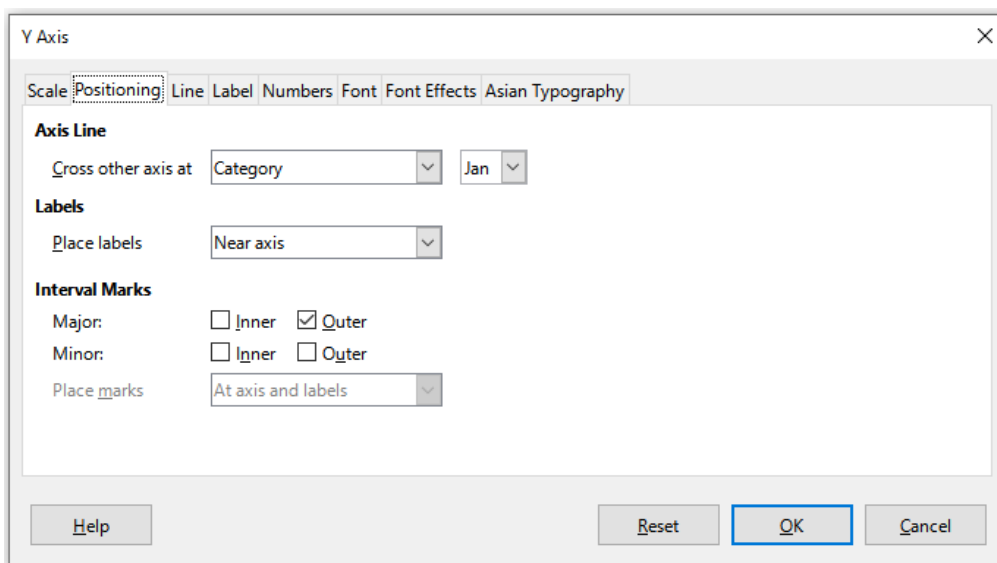 Y Axis
Scale Positioning Line Label Numbers Font Font Effects Asian Typography
Axis Line
Cross other axis at Category Jan
Labels
Place labels Near axis
Interval Marks
Major: Inner Outer
Minor: Inner Outer
Place marks At axis and labels
Help Reset OK Cancel